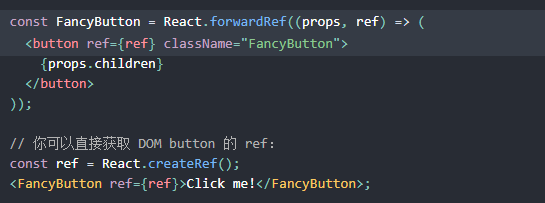 const FancyButton = React.forwardRef((props, ref) => (
  <button ref={ref} className="FancyButton">
    {props.children}
  </button>
));

// 你可以直接获取 DOM button 的 ref:
const ref = React.createRef();
<FancyButton ref={ref}>Click me!</FancyButton>;